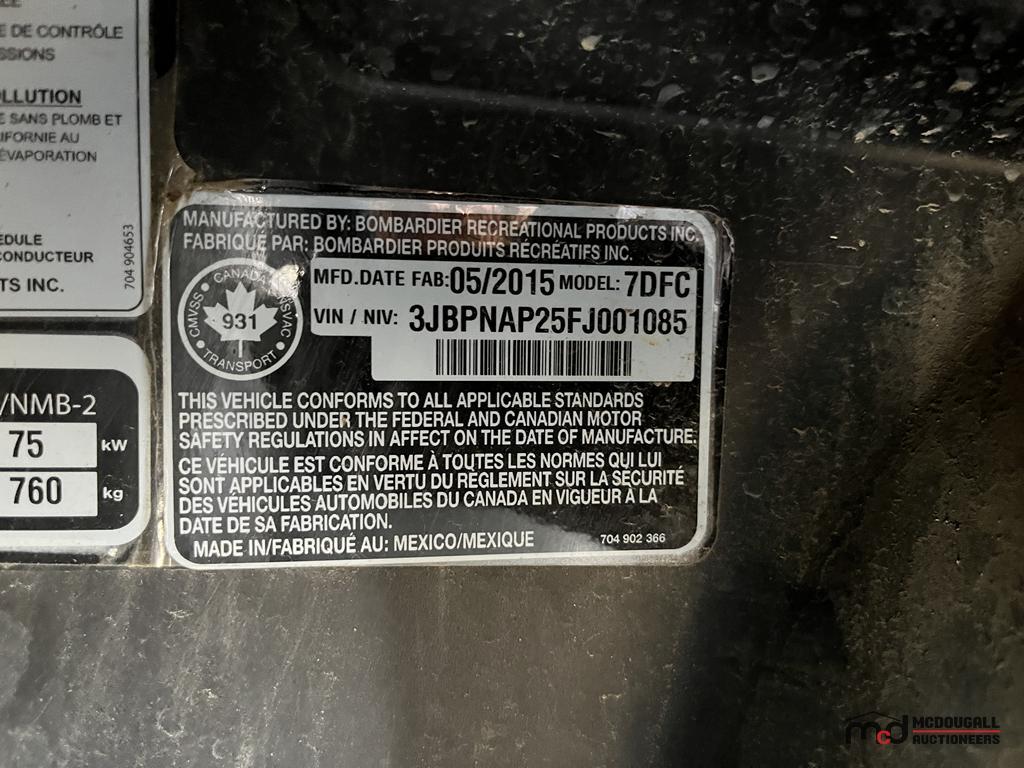 E DE CONTRÔLE
SSIONS
OLLUTION
E SANS PLOMB ET
IFORNIE AU
ÉVAPORATION
EDULE
CONDUCTEUR
TS INC.
704 904653
/NMB-2
75 kW
760 kg
MANUFACTURED BY: BOMBARDIER RECREATIONAL PRODUCTS INC.
FABRIQUÉ PAR: BOMBARDIER PRODUITS RÉCRÉATIFS INC.
CANADA
CMVSS
NSVAC
931
TRANSPORT
MFD.DATE FAB:05/2015 MODEL: 7DFC
VIN / NIV: 3JBPNAP25FJ001085
THIS VEHICLE CONFORMS TO ALL APPLICABLE STANDARDS
PRESCRIBED UNDER THE FEDERAL AND CANADIAN MOTOR
SAFETY REGULATIONS IN AFFECT ON THE DATE OF MANUFACTURE.
CE VÉHICULE EST CONFORME À TOUTES LES NORMES QUI LUI
SONT APPLICABLES EN VERTU DU RÈGLEMENT SUR LA SÉCURITÉ
DES VÉHICULES AUTOMOBILES DU CANADA EN VIGUEUR À LA
DATE DE SA FABRICATION.
MADE IN/FABRIQUÉ AU: MEXICO/MEXIQUE
704 902 366
mcd MCDOUGALL
AUCTIONEERS